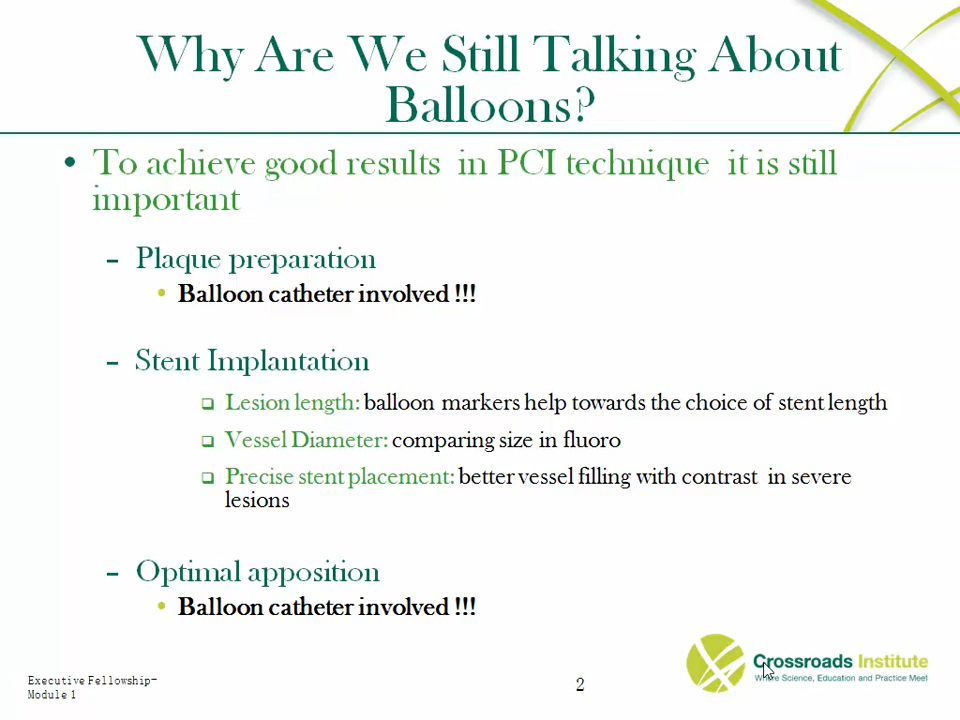 Why Are We Still Talking About
Balloons?
• To achieve good results in PCI technique it is still
important
– Plaque preparation
• Balloon catheter involved !!!
– Stent Implantation
❑ Lesion length: balloon markers help towards the choice of stent length
❑ Vessel Diameter: comparing size in fluoro
❑ Precise stent placement: better vessel filling with contrast in severe
lesions
– Optimal apposition
• Balloon catheter involved !!!
Executive Fellowship-
Module 1
2
Crossroads Institute
Where Science, Education and Practice Meet